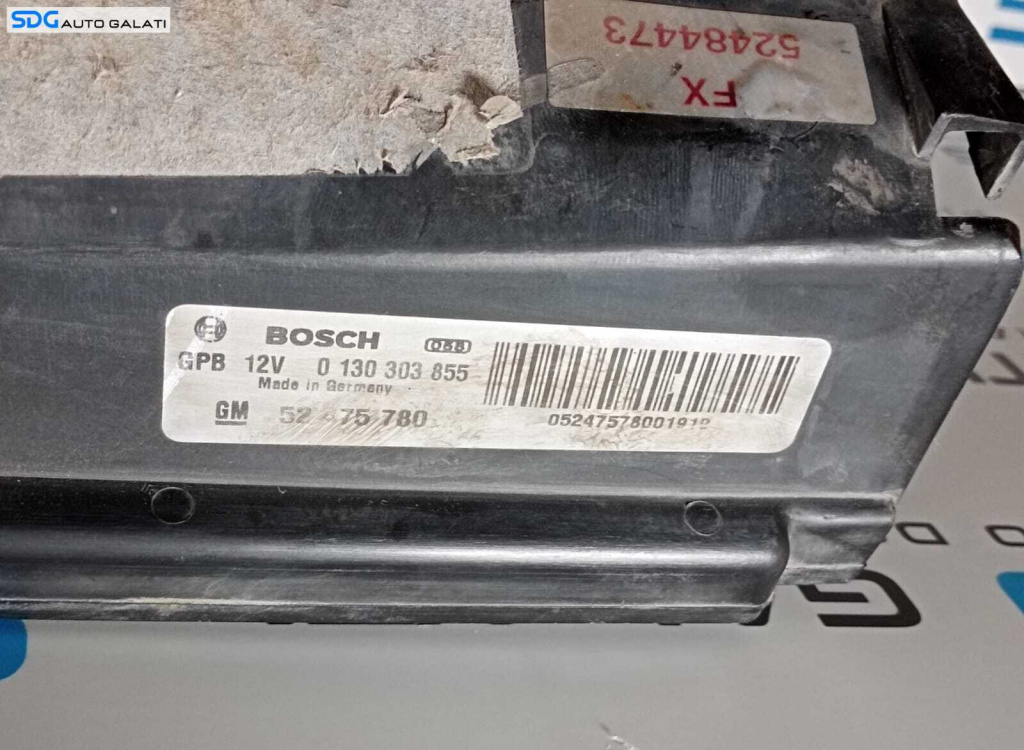 SDG AUTO GALATI
52484473
FX
BOSCH 058
GPB 12V 0 130 303 855
Made in Germany
GM 52 475 780